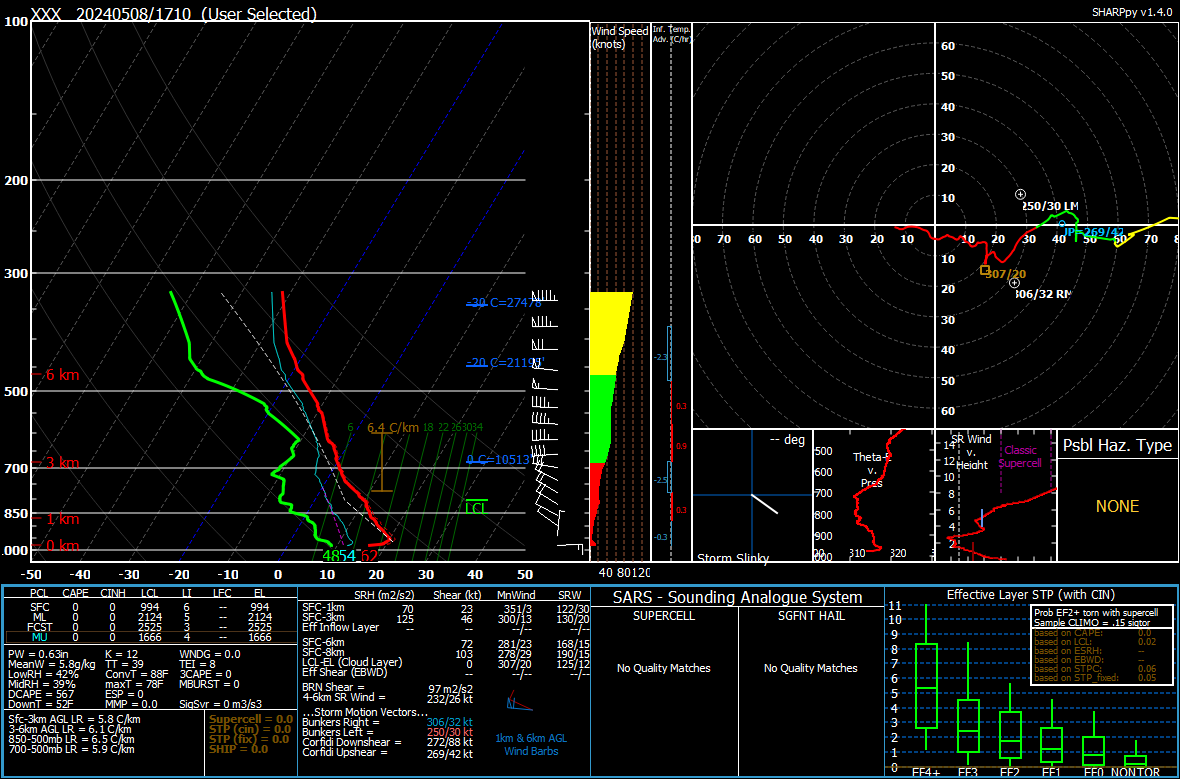 XXX 20240508/1710 (User Selected)
SHARPpy v1.4.0
100
200
300
500
700
850
1000
-50 -40 -30 -20 -10 0 10 20 30 40 50
6 km
3 km
1 km
0 km
-30 C=27478'
-20 C=21195'
0 C=10513'
6.4 C/km
6 18 22 26 30 34
LCL
48 54 62
Wind Speed
(knots)
40 80 120
Inf. Temp.
Adv. (C/hr)
-2.3
0.3
0.9
-2.5
0.3
-0.3
60
50
40
30
20
10
70 60 50 40 30 20 10
10 20 30 40 50 60 70 8
10
20
30
40
50
60
250/30 LM
UP=269/42
307/20
306/32 RM
-- deg
Storm Slinky
Theta-E
v.
Pres
500
600
700
800
900
310 320
SR Wind
v.
Height
Classic
Supercell
14
12
10
8
6
4
2
Psbl Haz. Type
NONE
PCL CAPE CINH LCL LI LFC EL
SFC 0 0 994 6 -- 994
ML 0 0 2124 5 -- 2124
FCST 0 0 2525 3 -- 2525
MU 0 0 1666 4 -- 1666
PW = 0.63in K = 12 WNDG = 0.0
MeanW = 5.8g/kg TT = 39 TEI = 8
LowRH = 42% ConvT = 88F 3CAPE = 0
MidRH = 39% maxT = 78F MBURST = 0
DCAPE = 567 ESP = 0
DownT = 52F MMP = 0.0 SigSvr = 0 m3/s3
Sfc-3km AGL LR = 5.8 C/km
3-6km AGL LR = 6.1 C/km
850-500mb LR = 6.5 C/km
700-500mb LR = 5.9 C/km
Supercell = 0.0
STP (cin) = 0.0
STP (fix) = 0.0
SHIP = 0.0
SRH (m2/s2) Shear (kt) MnWind SRW
SFC-1km 70 23 351/3 122/30
SFC-3km 125 46 300/13 130/20
Eff Inflow Layer -- -- --/-- --/--
SFC-6km 72 281/23 168/15
SFC-8km 103 278/29 190/15
LCL-EL (Cloud Layer) 0 307/20 125/12
Eff Shear (EBWD) -- --/-- --/--
BRN Shear = 97 m2/s2
4-6km SR Wind = 232/26 kt
...Storm Motion Vectors...
Bunkers Right = 306/32 kt
Bunkers Left = 250/30 kt
Corfidi Downshear = 272/88 kt
Corfidi Upshear = 269/42 kt
1km & 6km AGL
Wind Barbs
SARS - Sounding Analogue System
SUPERCELL SGFNT HAIL
No Quality Matches No Quality Matches
Effective Layer STP (with CIN)
11
10
9
8
7
6
5
4
3
2
1
0
EF4+ EF3 EF2 EF1 EF0 NONTOR
Prob EF2+ torn with supercell
Sample CLIMO = .15 sigtor
based on CAPE: 0.0
based on LCL: 0.02
based on ESRH: --
based on EBWD: --
based on STPC: 0.06
based on STP_fixed: 0.05